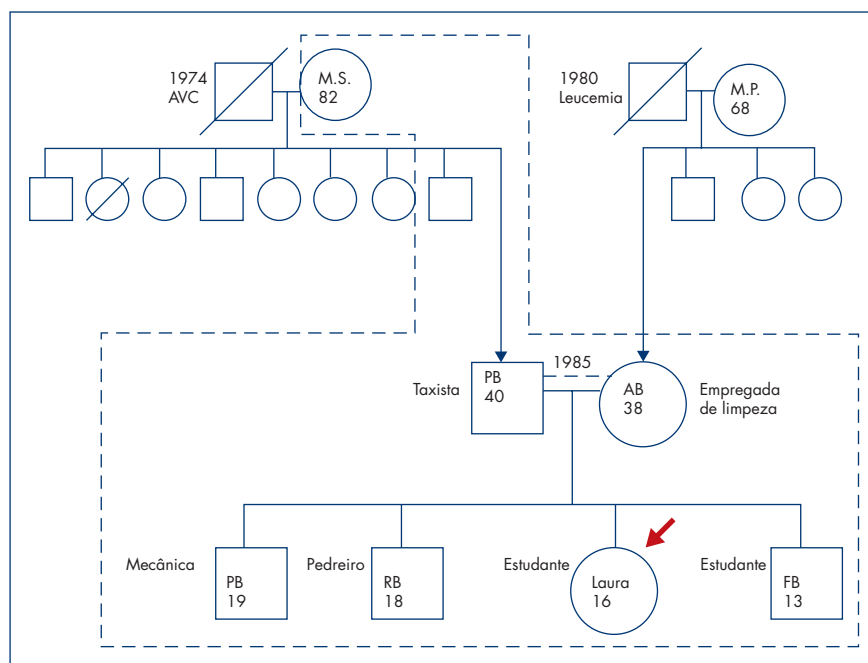 1974
AVC
M.S.
82
1980
Leucemia
M.P.
68
1985
Taxista
PB
40
AB
38
Empregada
de limpeza
Mecânica
PB
19
Pedreiro
RB
18
Estudante
Laura
16
Estudante
FB
13